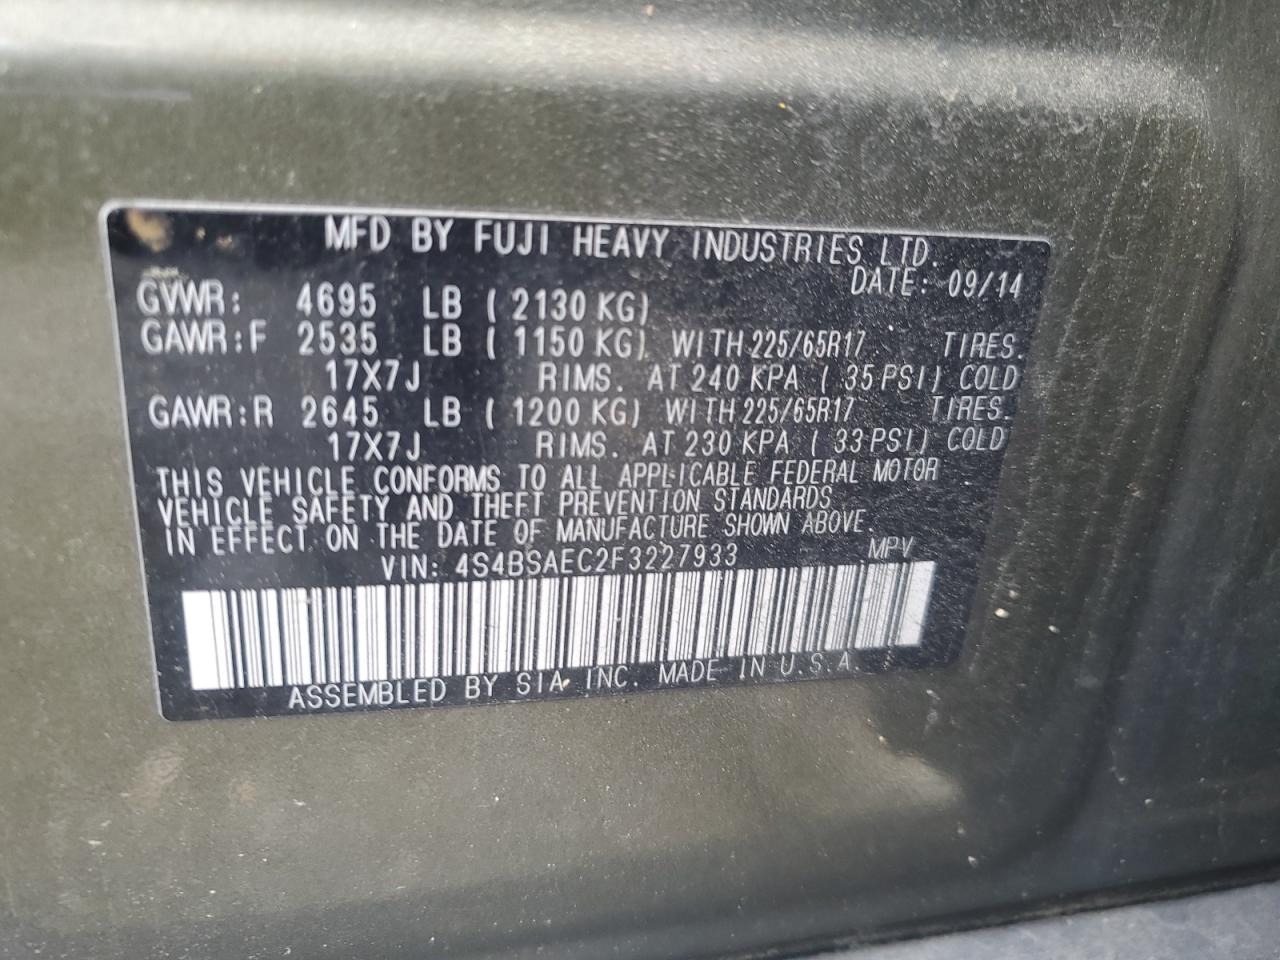 MFD BY FUJI HEAVY INDUSTRIES LTD.
DATE: 09/14
GVWR: 4695 LB ( 2130 KG)
GAWR:F 2535 LB ( 1150 KG) WITH 225/65R17 TIRES.
17X7J RIMS. AT 240 KPA ( 35 PSI) COLD
GAWR:R 2645 LB ( 1200 KG) WITH 225/65R17 TIRES.
17X7J RIMS. AT 230 KPA ( 33 PSI) COLD
THIS VEHICLE CONFORMS TO ALL APPLICABLE FEDERAL MOTOR
VEHICLE SAFETY AND THEFT PREVENTION STANDARDS
IN EFFECT ON THE DATE OF MANUFACTURE SHOWN ABOVE.
VIN: 4S4BSAEC2F3227933 MPV
ASSEMBLED BY SIA INC. MADE IN U.S.A.